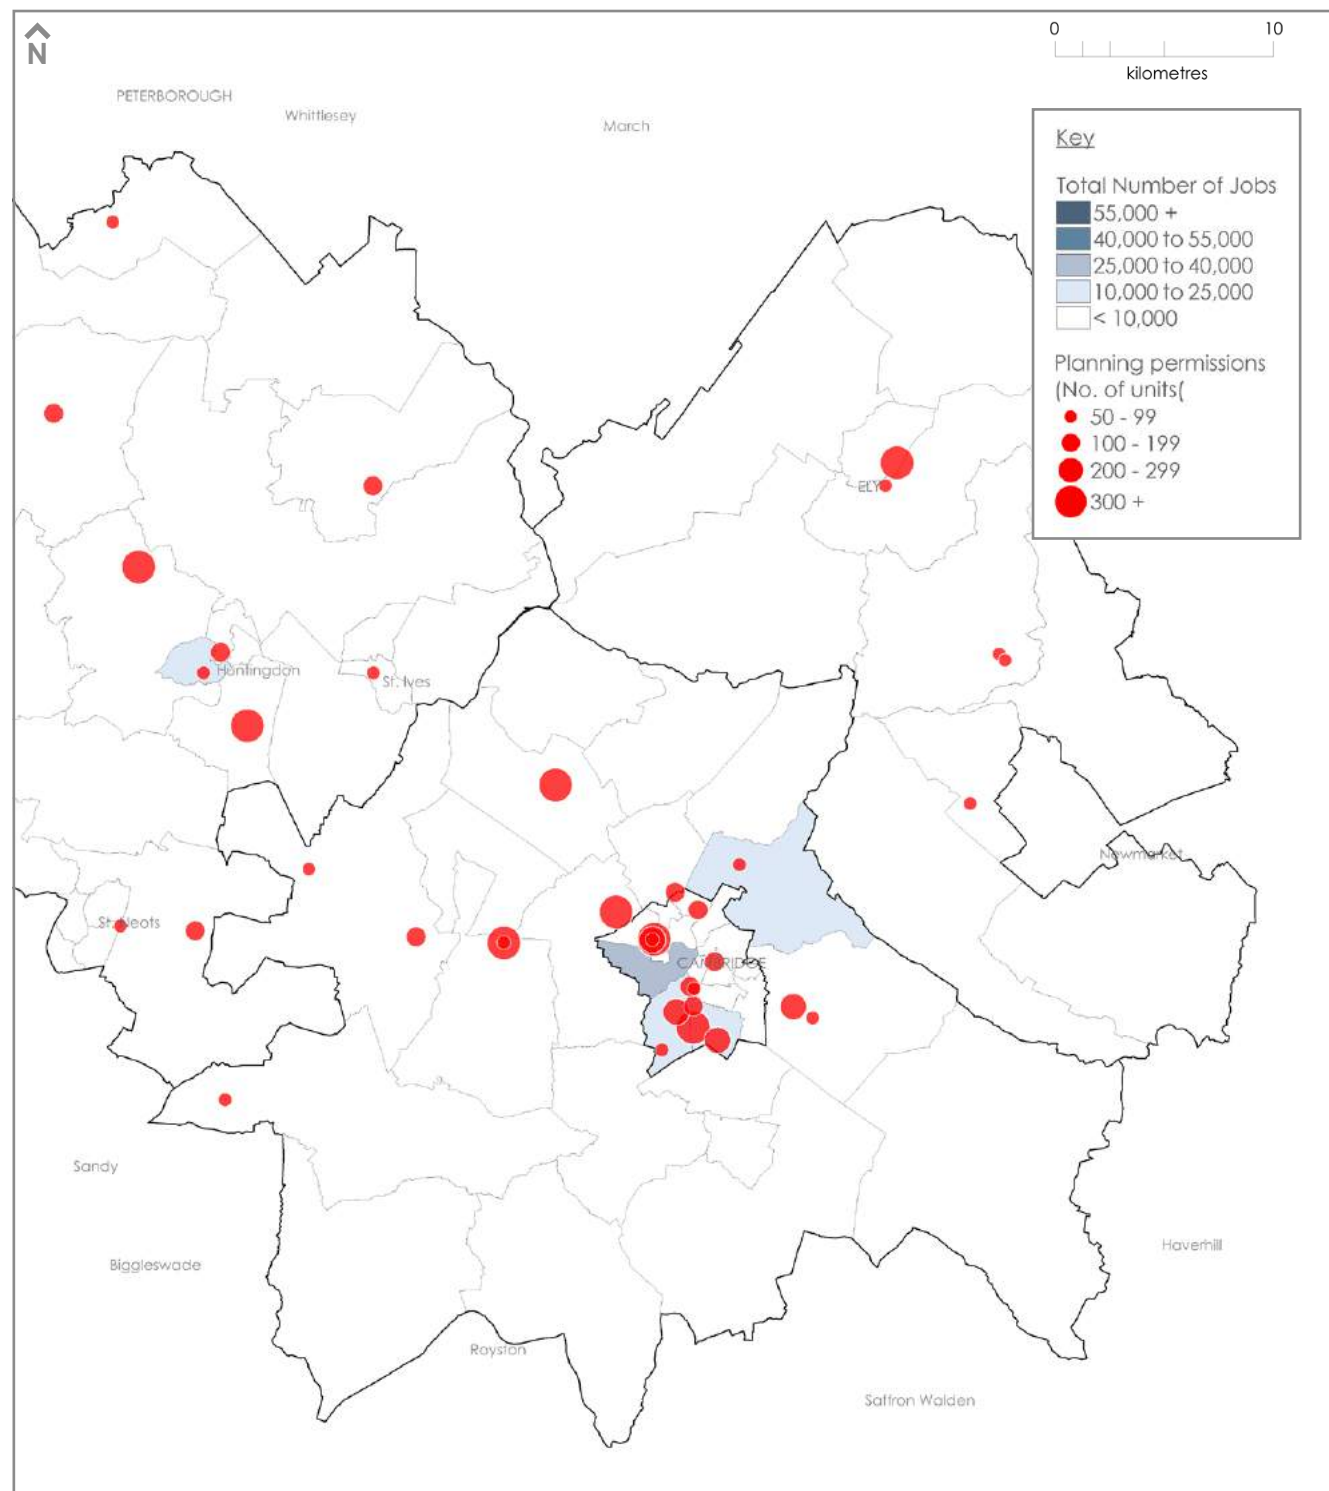 N
0 10
kilometres
PETERBOROUGH
Whittlesey
March
Key
Total Number of Jobs
55,000 +
40,000 to 55,000
25,000 to 40,000
10,000 to 25,000
< 10,000
Planning permissions
(No. of units(
50 - 99
100 - 199
200 - 299
300 +
ELY
Huntingdon
St. Ives
Newmarket
St. Neots
CAMBRIDGE
Sandy
Biggleswade
Haverhill
Royston
Saffron Walden